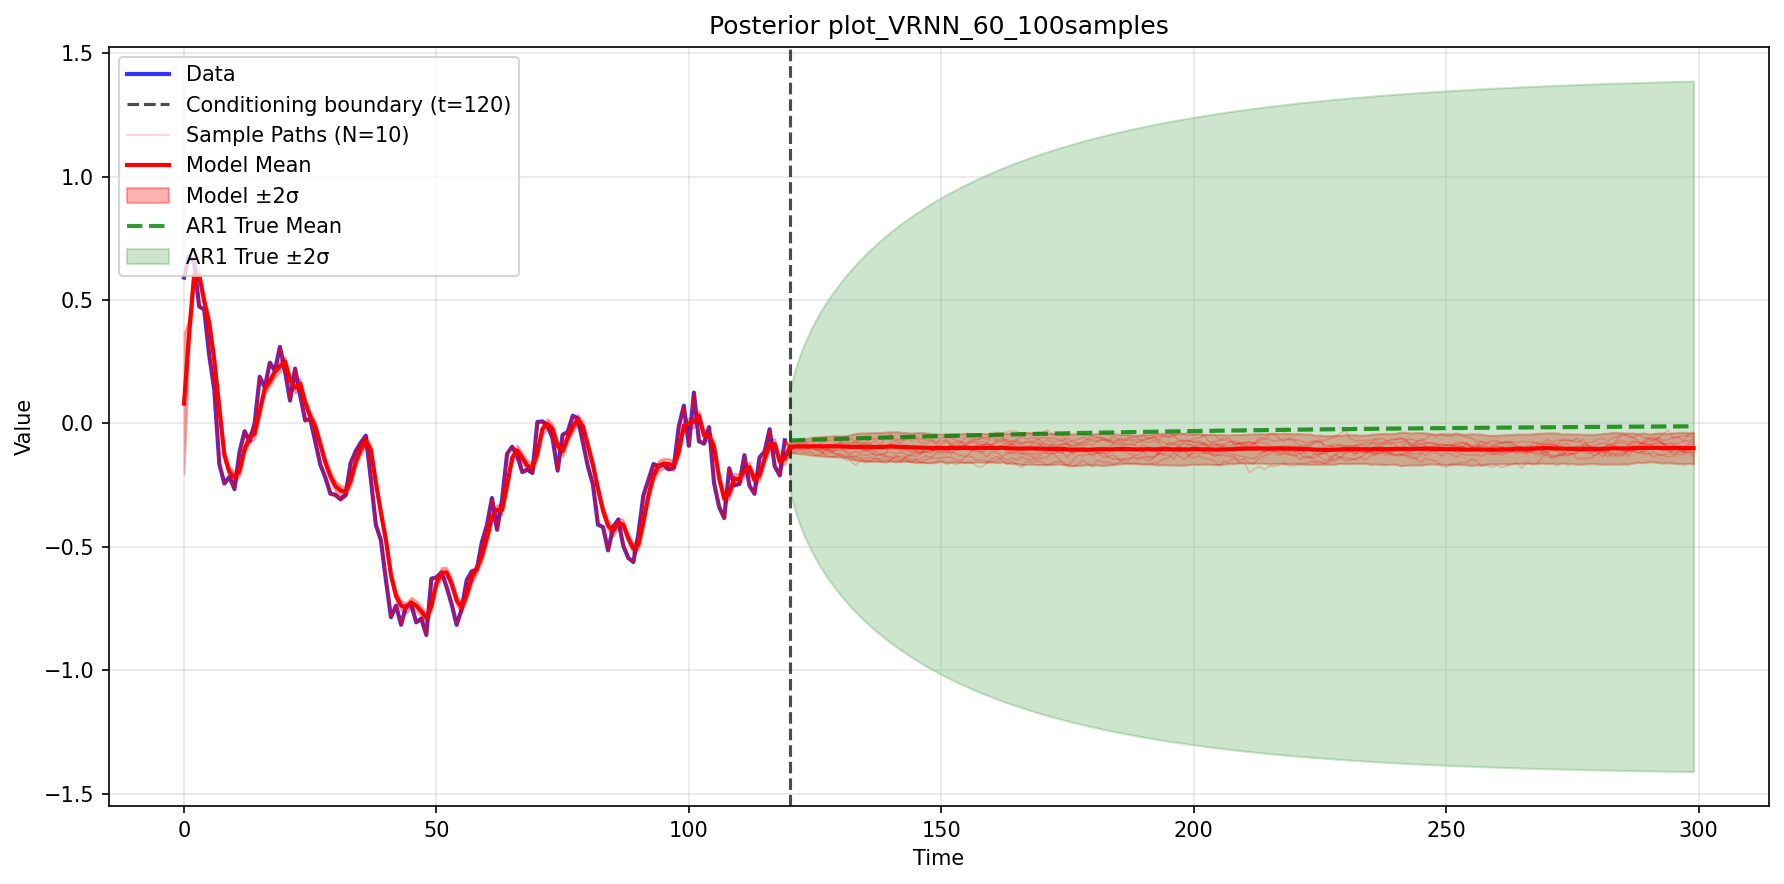 Posterior plot_VRNN_60_100samples
1.5
1.0
0.5
0.0
−0.5
−1.0
−1.5
Value
Data
Conditioning boundary (t=120)
Sample Paths (N=10)
Model Mean
Model ±2σ
AR1 True Mean
AR1 True ±2σ
0
50
100
150
200
250
300
Time